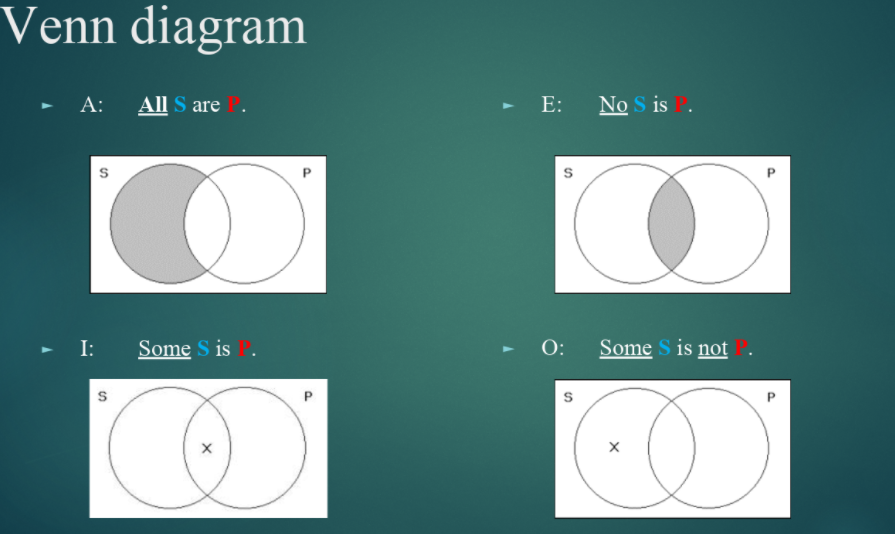 Venn diagram
► A: All S are P.
S P
► E: No S is P.
S P
► I: Some S is P.
S P
X
► O: Some S is not P.
S P
X